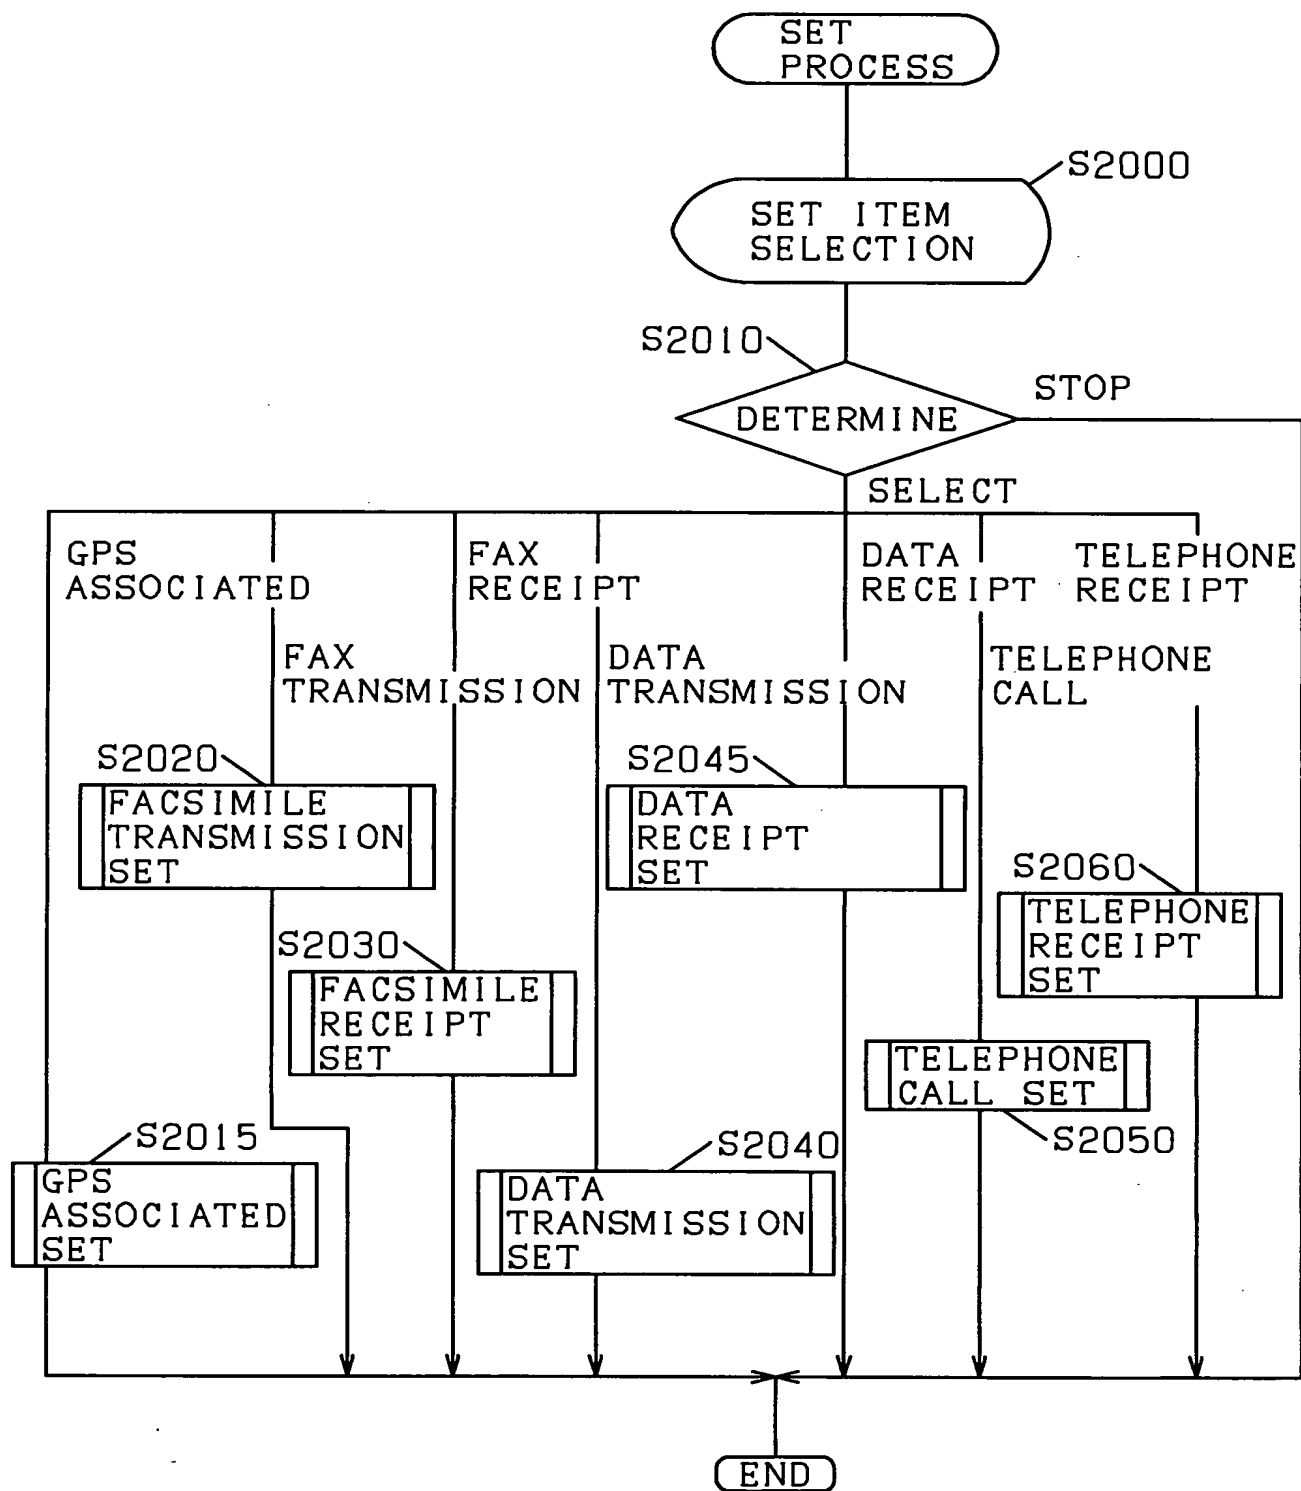 SET
PROCESS
S2000
SET ITEM
SELECTION
S2010
STOP
DETERMINE
SELECT
GPS
ASSOCIATED
FAX
RECEIPT
DATA
RECEIPT
TELEPHONE
RECEIPT
FAX
TRANSMISSION
DATA
TRANSMISSION
TELEPHONE
CALL
S2020
FACSIMILE
TRANSMISSION
SET
S2045
DATA
RECEIPT
SET
S2060
TELEPHONE
RECEIPT
SET
S2030
FACSIMILE
RECEIPT
SET
TELEPHONE
CALL SET
S2050
S2015
GPS
ASSOCIATED
SET
S2040
DATA
TRANSMISSION
SET
END